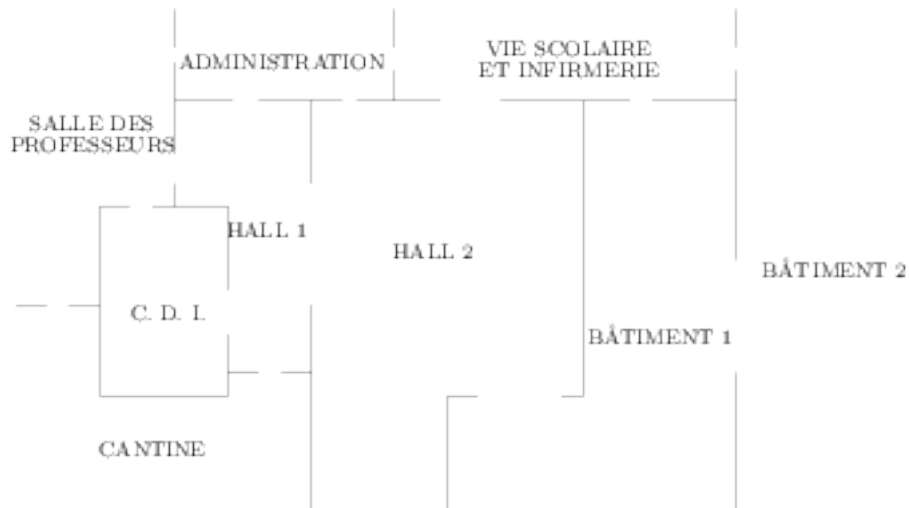 VIE SCOLAIRE
ET INFIRMERIE
ADMINISTRATION
SALLE DES
PROFESSEURS
HALL 1
HALL 2
BÂTIMENT 2
C. D. I.
BÂTIMENT 1
CANTINE